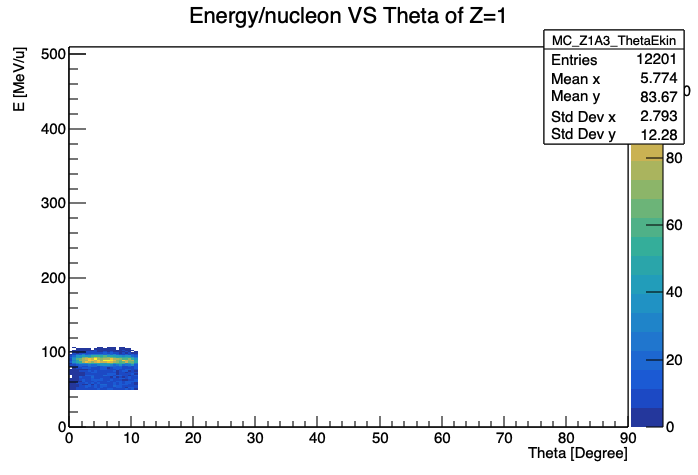 Energy/nucleon VS Theta of Z=1
MC_Z1A3_ThetaEkin
Entries 12201
Mean x 5.774
Mean y 83.67
Std Dev x 2.793
Std Dev y 12.28
E [MeV/u]
500
400
300
200
100
0
0 10 20 30 40 50 60 70 80 90
Theta [Degree]
0
80
60
40
20
0